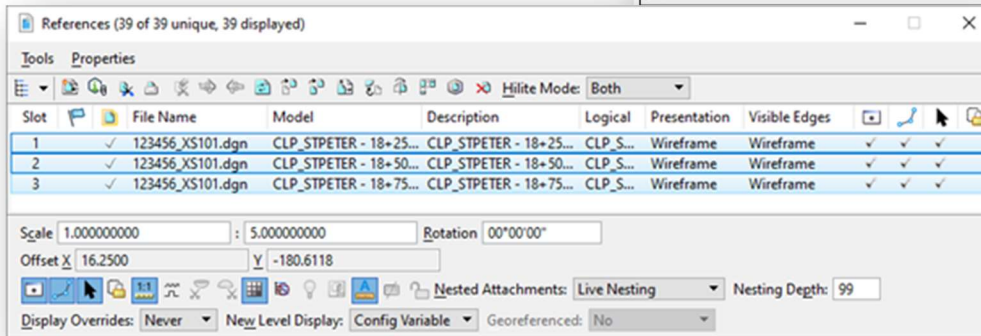 References (39 of 39 unique, 39 displayed)
Tools Properties
Hilite Mode: Both
Slot File Name Model Description Logical Presentation Visible Edges
1 ✓ 123456_XS101.dgn CLP_STPETER - 18+25... CLP_STPETER - 18+25... CLP_S... Wireframe Wireframe ✓ ✓ ✓
2 ✓ 123456_XS101.dgn CLP_STPETER - 18+50... CLP_STPETER - 18+50... CLP_S... Wireframe Wireframe ✓ ✓ ✓
3 ✓ 123456_XS101.dgn CLP_STPETER - 18+75... CLP_STPETER - 18+75... CLP_S... Wireframe Wireframe ✓ ✓ ✓
Scale 1.000000000 : 5.000000000 Rotation 00°00'00"
Offset X 16.2500 Y -180.6118
1:1 A Nested Attachments: Live Nesting Nesting Depth: 99
Display Overrides: Never New Level Display: Config Variable Georeferenced: No